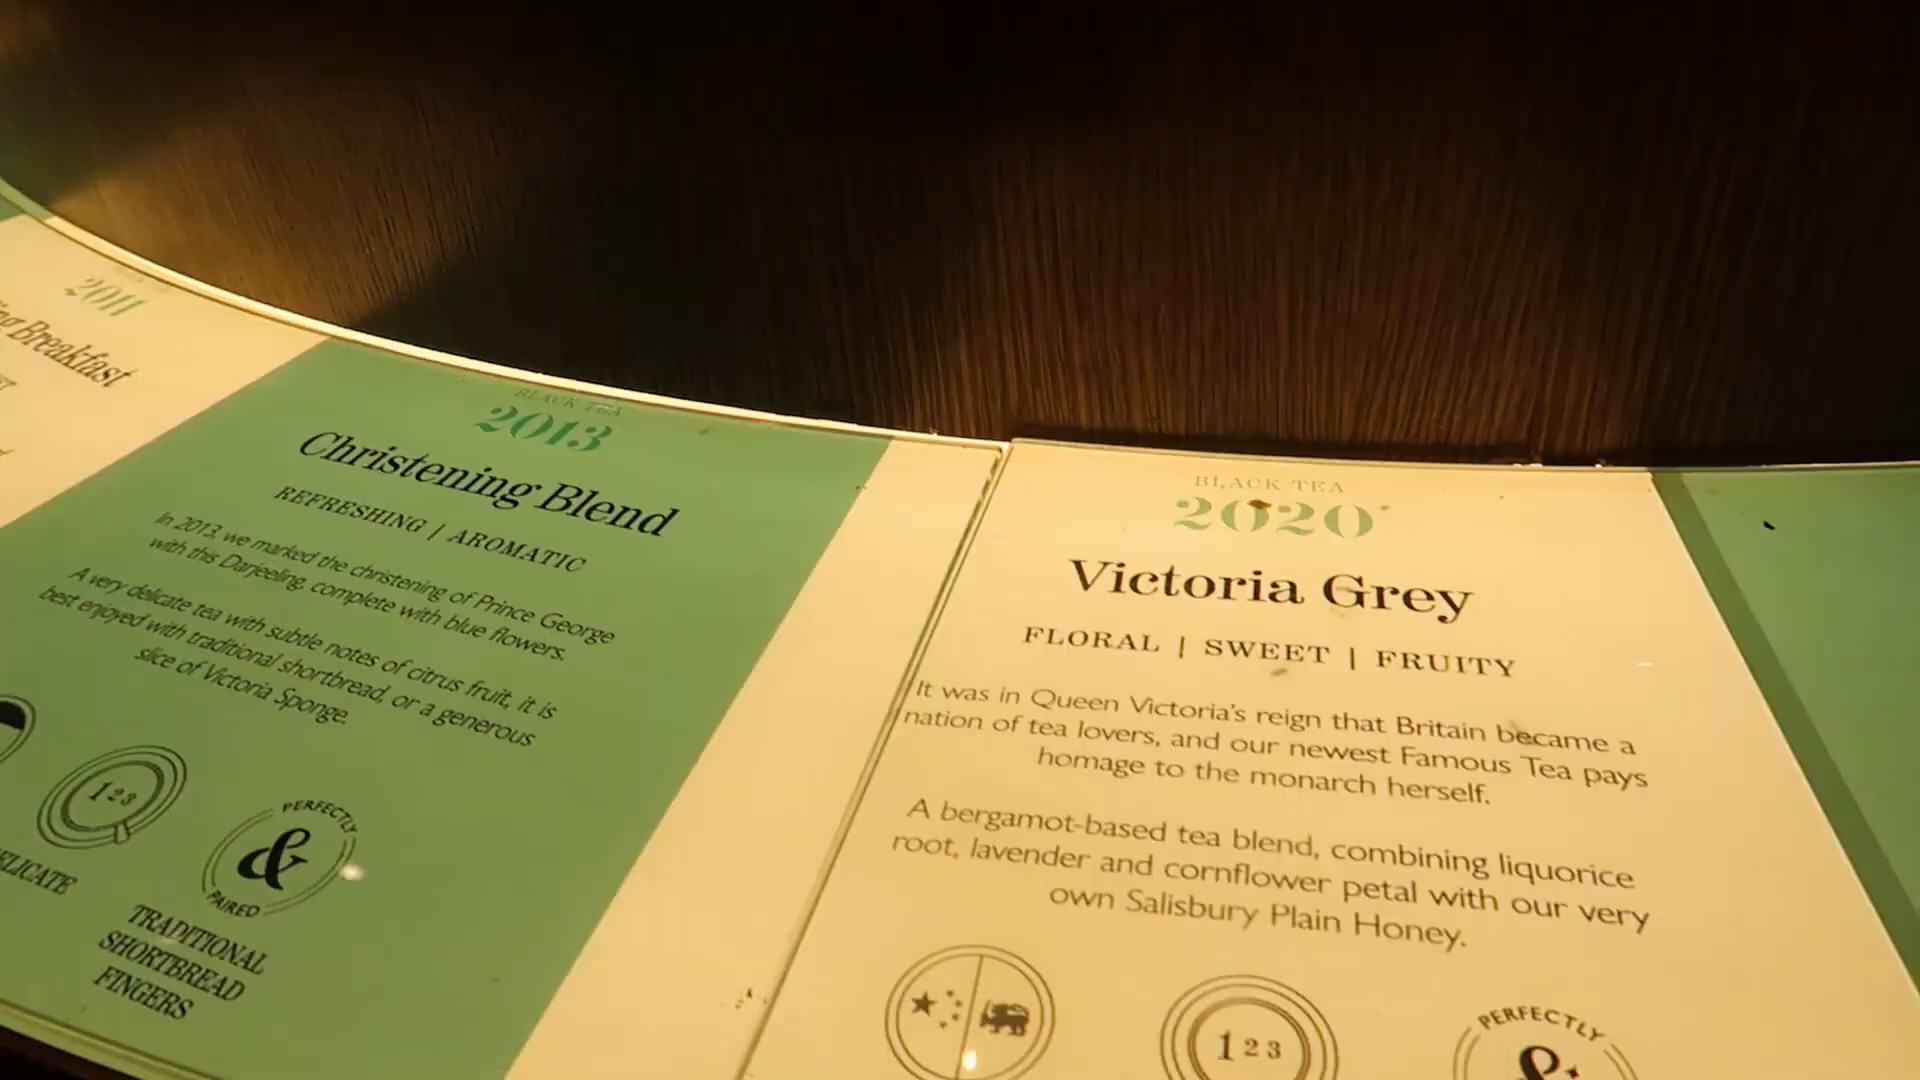 2011
Breakfast
BLACK TEA
2013
Christening Blend
REFRESHING | AROMATIC
In 2013, we marked the christening of Prince George
with this Darjeeling, complete with blue flowers.
A very delicate tea with subtle notes of citrus fruit, it is
best enjoyed with traditional shortbread, or a generous
slice of Victoria Sponge.
123
PERFECTLY
&
PAIRED
TRADITIONAL
SHORTBREAD
FINGERS
BLACK TEA
2020
Victoria Grey
FLORAL | SWEET | FRUITY
It was in Queen Victoria's reign that Britain became a
nation of tea lovers, and our newest Famous Tea pays
homage to the monarch herself.
A bergamot-based tea blend, combining liquorice
root, lavender and cornflower petal with our very
own Salisbury Plain Honey.
123
PERFECTLY
&